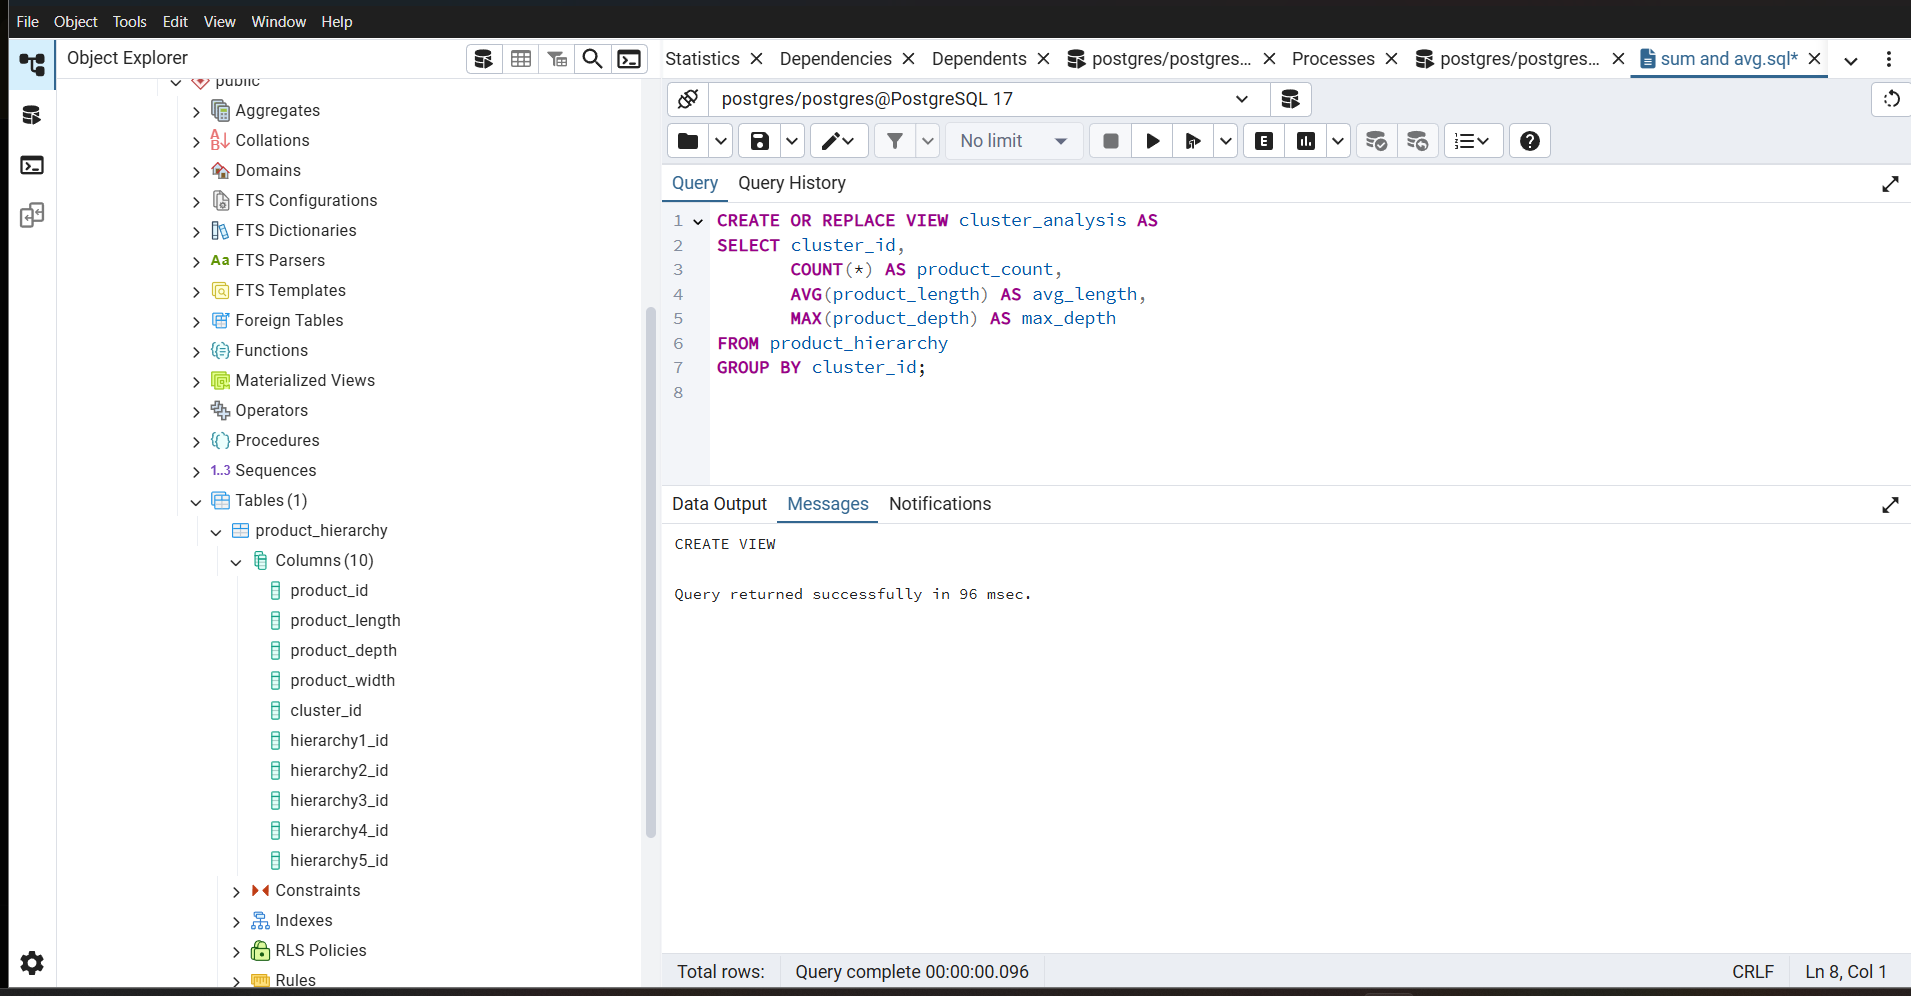 File Object Tools Edit View Window Help
Object Explorer
public
Aggregates
Collations
Domains
FTS Configurations
FTS Dictionaries
Aa FTS Parsers
FTS Templates
Foreign Tables
Functions
Materialized Views
Operators
Procedures
1..3 Sequences
Tables (1)
product_hierarchy
Columns (10)
product_id
product_length
product_depth
product_width
cluster_id
hierarchy1_id
hierarchy2_id
hierarchy3_id
hierarchy4_id
hierarchy5_id
Constraints
Indexes
RLS Policies
Rules
Statistics Dependencies Dependents postgres/postgres... Processes postgres/postgres... sum and avg.sql*
postgres/postgres@PostgreSQL 17
No limit E
Query Query History
1 CREATE OR REPLACE VIEW cluster_analysis AS
2 SELECT cluster_id,
3 COUNT(*) AS product_count,
4 AVG(product_length) AS avg_length,
5 MAX(product_depth) AS max_depth
6 FROM product_hierarchy
7 GROUP BY cluster_id;
8
Data Output Messages Notifications
CREATE VIEW
Query returned successfully in 96 msec.
Total rows: Query complete 00:00:00.096 CRLF Ln 8, Col 1